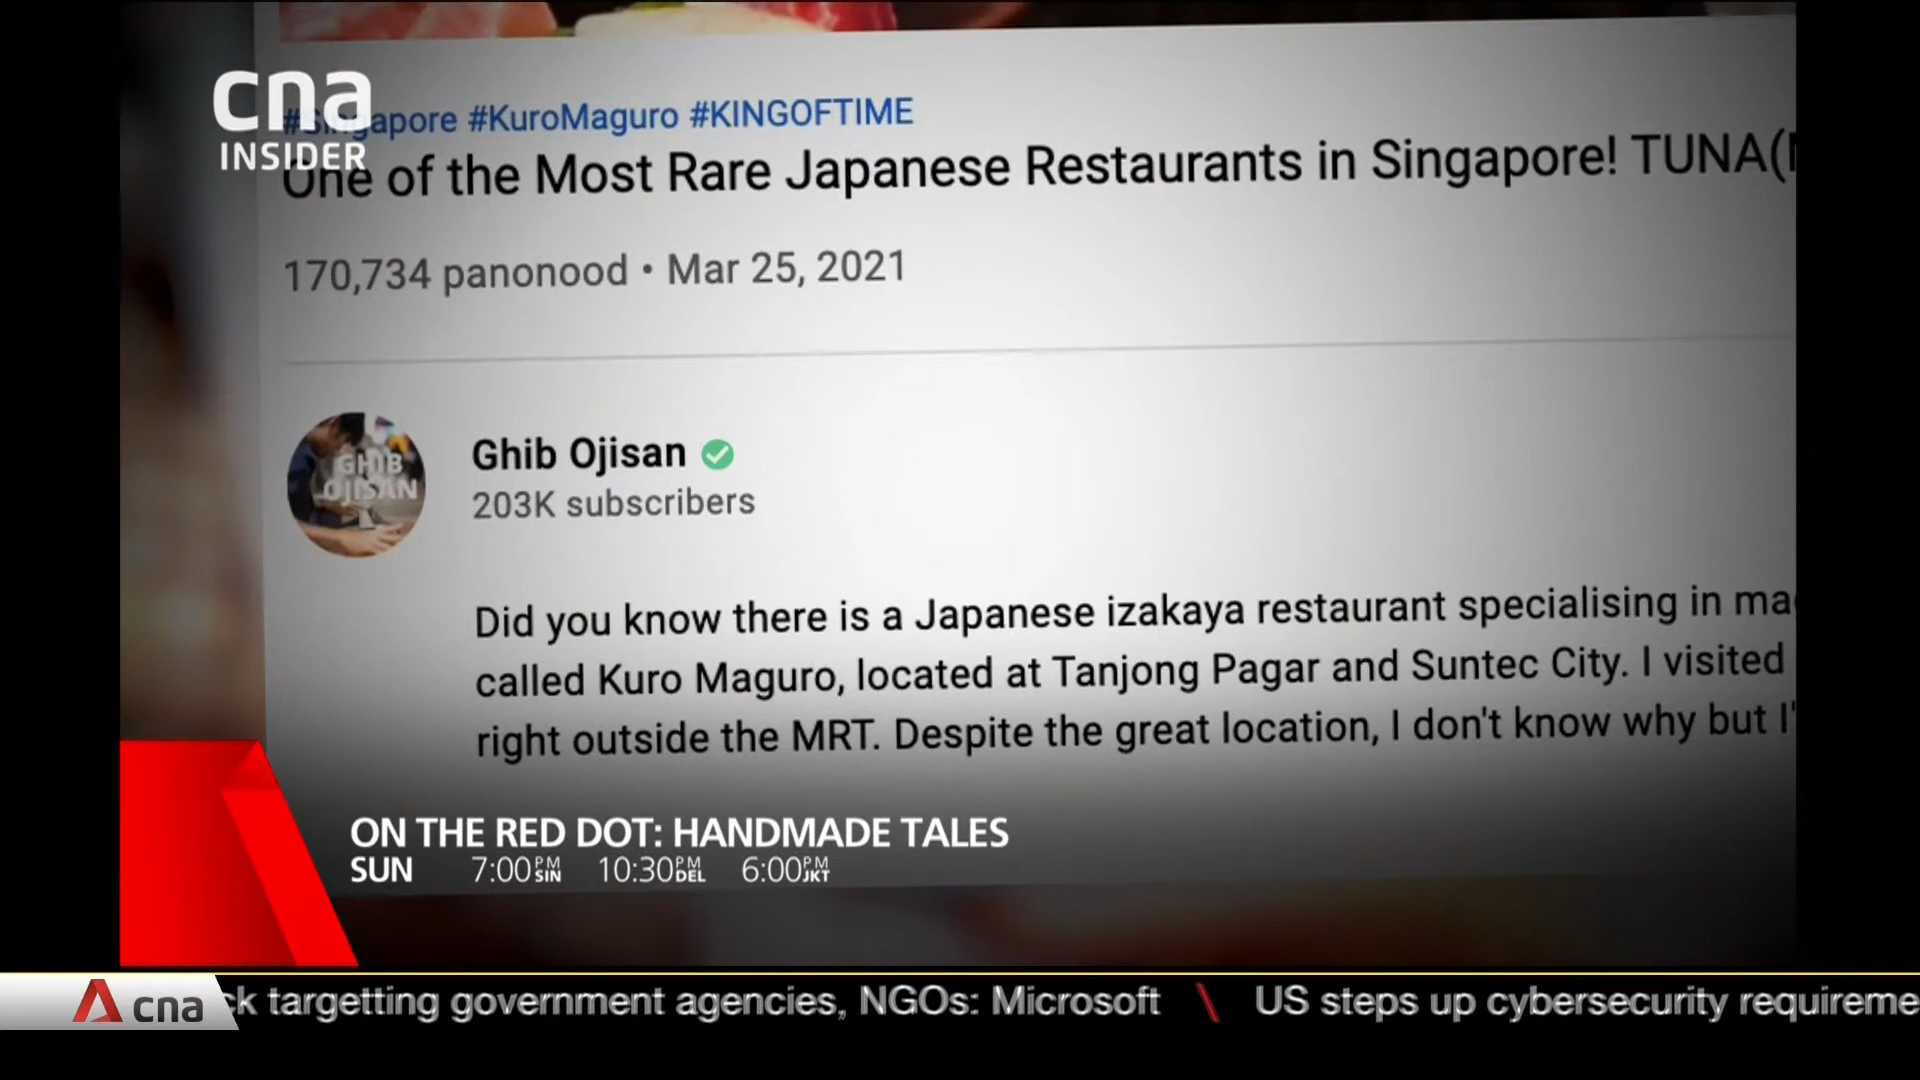 cna
INSIDER
#Singapore #KuroMaguro #KINGOFTIME
One of the Most Rare Japanese Restaurants in Singapore! TUNA(
170,734 panonood • Mar 25, 2021
GHIB
OJISAN
Ghib Ojisan
203K subscribers
Did you know there is a Japanese izakaya restaurant specialising in ma
called Kuro Maguro, located at Tanjong Pagar and Suntec City. I visited
right outside the MRT. Despite the great location, I don't know why but I'
ON THE RED DOT: HANDMADE TALES
SUN 7:00PM SIN 10:30PM DEL 6:00PM JKT
cna ck targetting government agencies, NGOs: Microsoft \ US steps up cybersecurity requireme